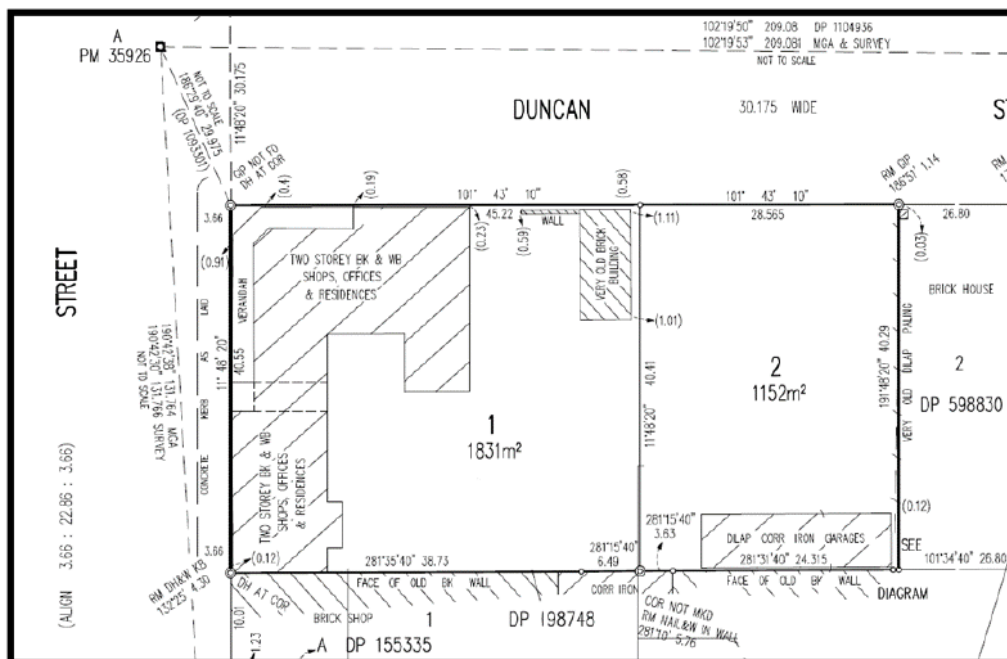 A
PM 35926
NOT TO SCALE
186°29'40" 29.975
(DP 1093301)
11°48'20" 30.175
102°19'50" 209.08 DP 1104936
102°19'53" 209.081 MGA & SURVEY
NOT TO SCALE
DUNCAN
30.175 WIDE
ST
GIP NOT FD
DH AT COR
(0.4)
(0.19)
101° 43' 10"
45.22
(0.58)
101° 43' 10"
28.565
RM GIP
186°57' 1.14
RM
26.80
3.66
(0.91)
(0.23)
(0.59)
WALL
(1.11)
(0.03)
STREET
VERANDAH
TWO STOREY BK & WB
SHOPS, OFFICES
& RESIDENCES
VERY OLD BRICK
BUILDING
(1.01)
BRICK HOUSE
CONCRETE KERB AS LAID
190°42'38" 131.764 MGA
190°42'30" 131.766 SURVEY
NOT TO SCALE
11° 48' 20"
40.55
11°48'20" 40.41
2
1152m²
191°48'20" 40.29
VERY OLD DILAP PALING
2
DP 598830
1
1831m²
TWO STOREY BK & WB
SHOPS, OFFICES
& RESIDENCES
(ALIGN 3.66 : 22.86 : 3.66)
3.66
(0.12)
281°35'40" 38.73
281°15'40"
6.49
281°15'40"
3.63
DILAP CORR IRON GARAGES
281°31'40" 24.315
(0.12)
SEE
101°34'40" 26.80
RM DH&N KB
132°25' 4.30
DH AT COR
FACE OF OLD BK WALL
CORR IRON
FACE OF OLD BK WALL
DIAGRAM
10.01
BRICK SHOP
1
DP 198748
COR NOT MKD
RM NAIL&W IN WALL
281°10' 5.76
1.23
A DP 155335